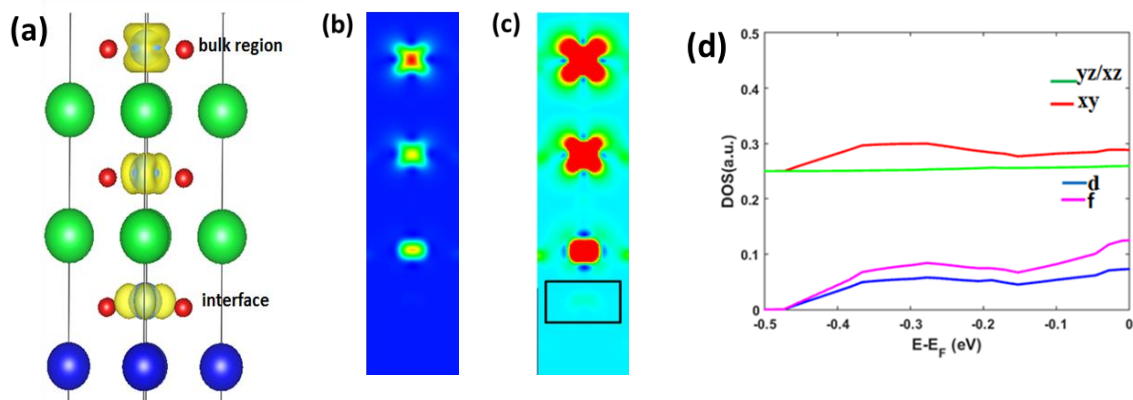 (a)
bulk region
interface
(b)
(c)
(d)
0.5
0.4
0.3
0.2
0.1
0
DOS(a.u.)
yz/xz
xy
d
f
-0.5 -0.4 -0.3 -0.2 -0.1 0
E-E_F (eV)